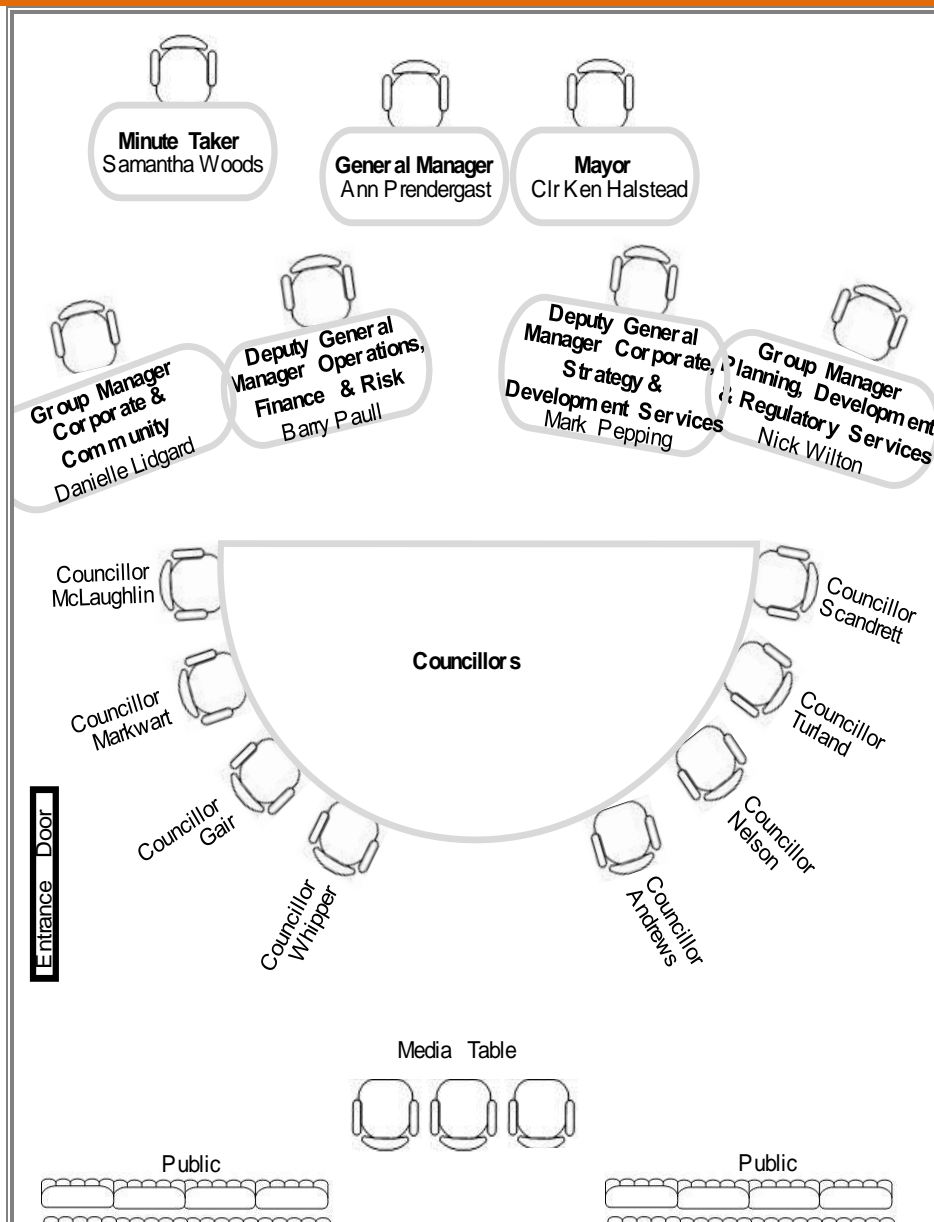 Minute Taker
Samantha Woods
General Manager
Ann Prendergast
Mayor
Clr Ken Halstead
Group Manager
Corporate &
Community
Danielle Lidgard
Deputy General
Manager Operations,
Finance & Risk
Barry Paull
Deputy General
Manager Corporate,
Strategy &
Development Services
Mark Pepping
Group Manager
Planning, Development
& Regulatory Services
Nick Wilton
Councillor
McLaughlin
Councillor
Scandrett
Councillors
Councillor
Markwart
Councillor
Turland
Councillor
Gair
Councillor
Nelson
Councillor
Whipper
Councillor
Andrews
Entrance Door
Media Table
Public
Public